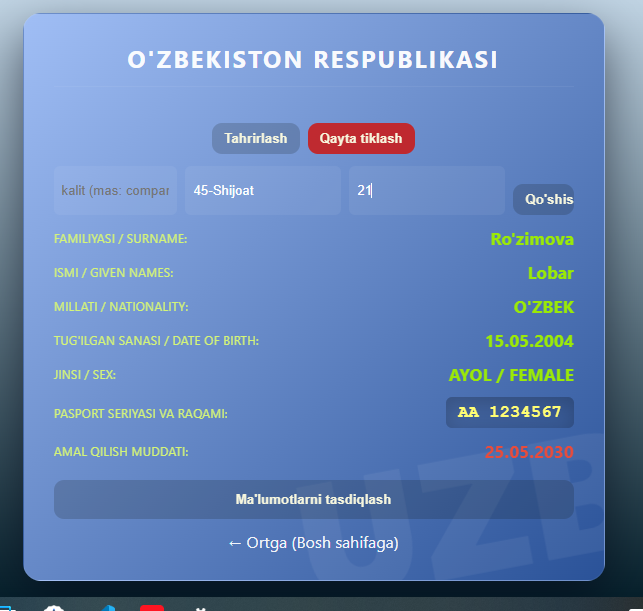 O'ZBEKISTON RESPUBLIKASI
Tahrirlash Qayta tiklash
kalit (mas: compar 45-Shijoat 21 Qo'shis
FAMILIYASI / SURNAME: Ro'zimova
ISMI / GIVEN NAMES: Lobar
MILLATI / NATIONALITY: O'ZBEK
TUG'ILGAN SANASI / DATE OF BIRTH: 15.05.2004
JINSI / SEX: AYOL / FEMALE
PASPORT SERIYASI VA RAQAMI: AA 1234567
AMAL QILISH MUDDATI: 25.05.2030
UZB
Ma'lumotlarni tasdiqlash
← Ortga (Bosh sahifaga)